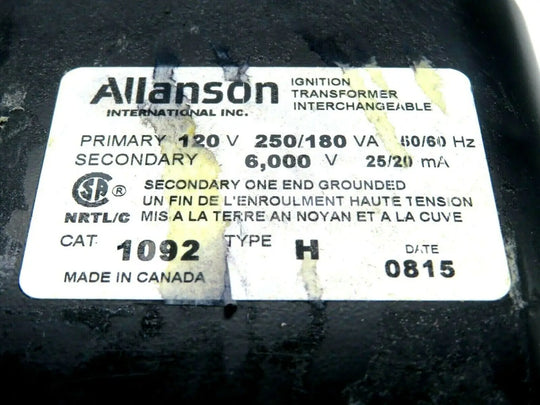 Allanson
INTERNATIONAL INC.
IGNITION
TRANSFORMER
INTERCHANGEABLE
PRIMARY 120 V 250/180 VA 50/60 Hz
SECONDARY 6,000 V 25/20 mA
SA ®
NRTL/C
SECONDARY ONE END GROUNDED
UN FIN DE L'ENROULMENT HAUTE TENSION
MIS A LA TERRE AN NOYAN ET A LA CUVE
CAT 1092 TYPE H
DATE
0815
MADE IN CANADA